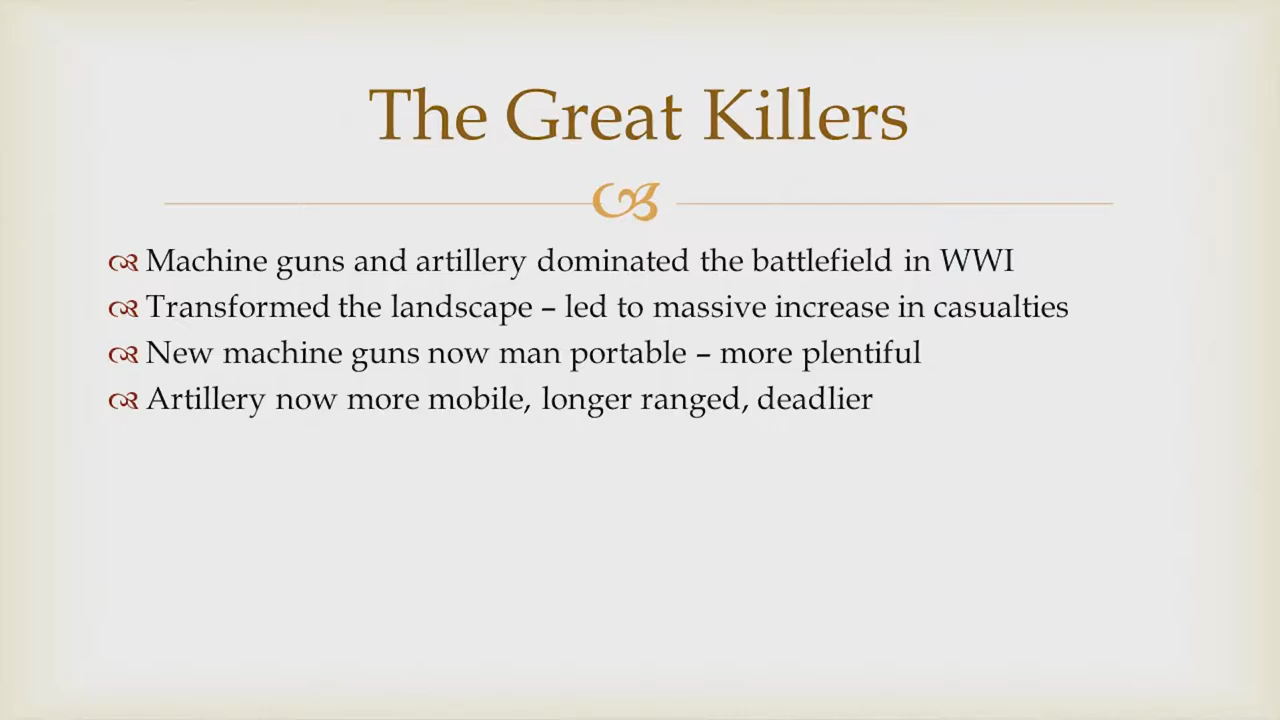 The Great Killers
Machine guns and artillery dominated the battlefield in WWI
Transformed the landscape – led to massive increase in casualties
New machine guns now man portable – more plentiful
Artillery now more mobile, longer ranged, deadlier